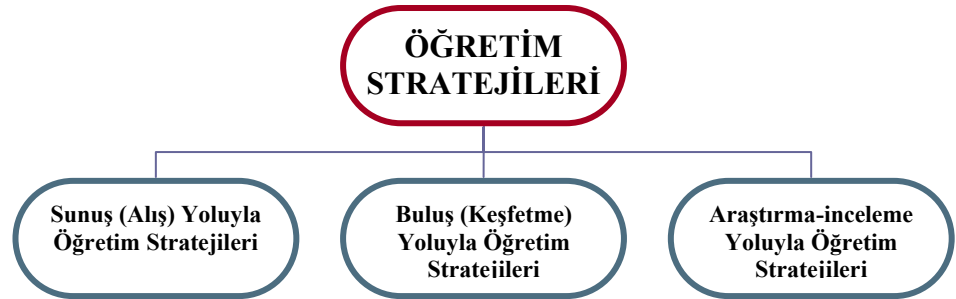 ÖĞRETİM
STRATEJİLERİ
Sunuş (Alış) Yoluyla
Öğretim Stratejileri
Buluş (Keşfetme)
Yoluyla Öğretim
Stratejileri
Araştırma-inceleme
Yoluyla Öğretim
Stratejileri